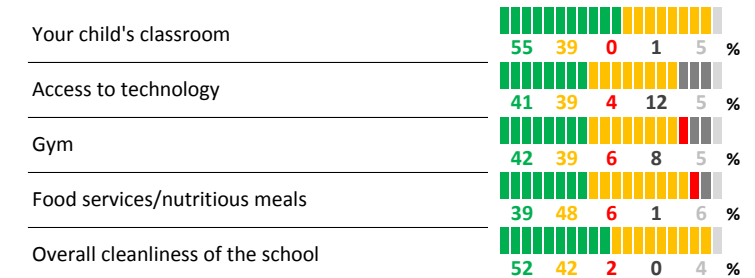 Your child's classroom
55 39 0 1 5 %
Access to technology
41 39 4 12 5 %
Gym
42 39 6 8 5 %
Food services/nutritious meals
39 48 6 1 6 %
Overall cleanliness of the school
52 42 2 0 4 %